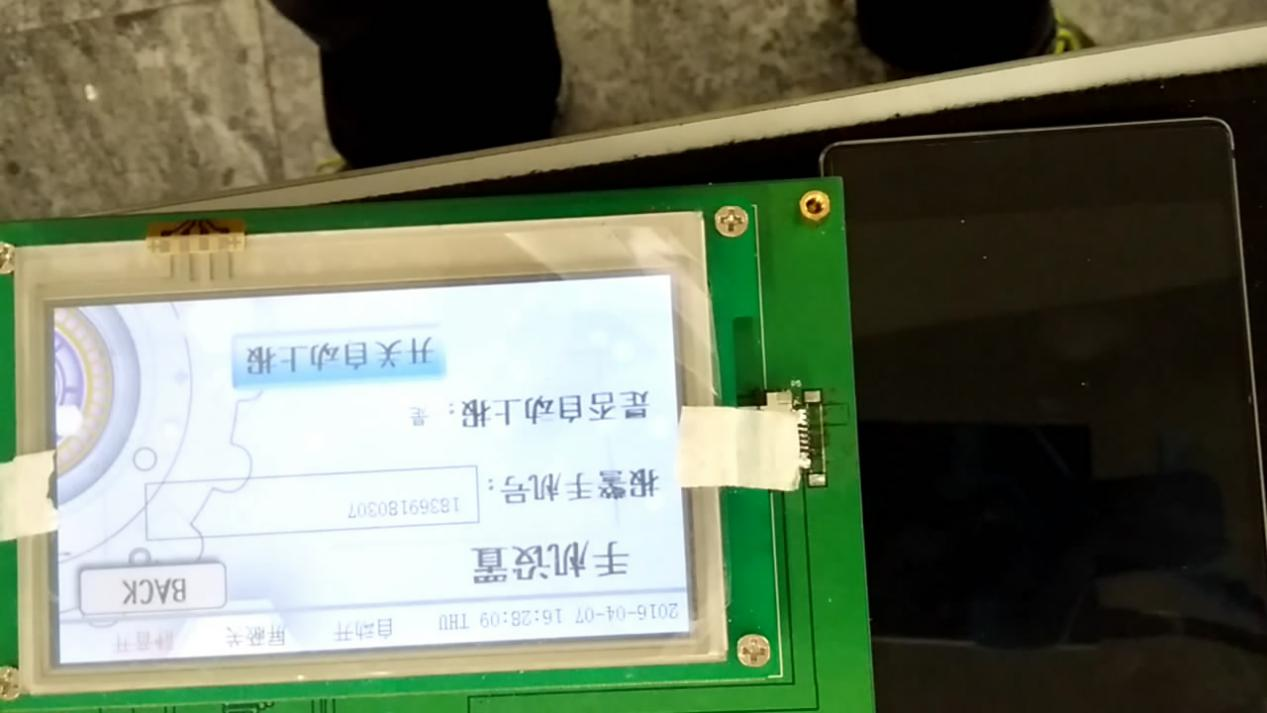 2016-04-07 16:28:09 THU 自动开 屏蔽关 静音开
手机设置
BACK
报警手机号: 18369180307
是否自动上报: 是
开关自动上报